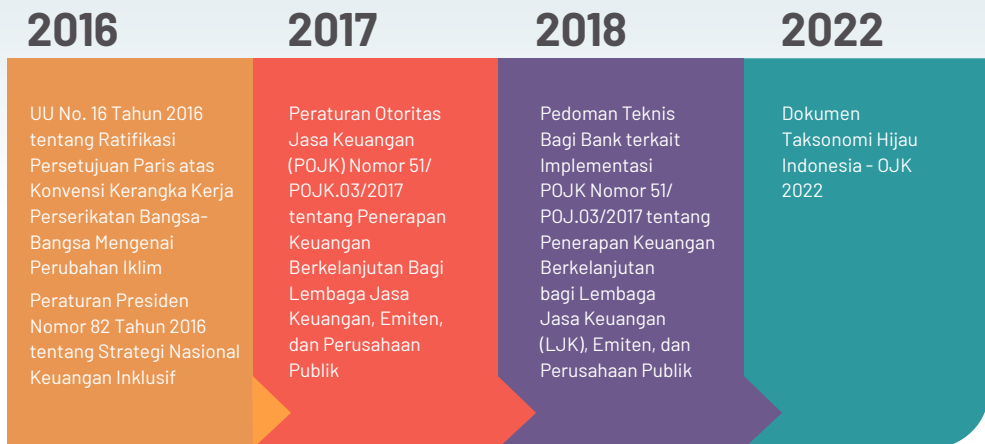 2016
UU No. 16 Tahun 2016
tentang Ratifikasi
Persetujuan Paris atas
Konvensi Kerangka Kerja
Perserikatan Bangsa-
Bangsa Mengenai
Perubahan Iklim
Peraturan Presiden
Nomor 82 Tahun 2016
tentang Strategi Nasional
Keuangan Inklusif
2017
Peraturan Otoritas
Jasa Keuangan
(POJK) Nomor 51/
POJK.03/2017
tentang Penerapan
Keuangan
Berkelanjutan Bagi
Lembaga Jasa
Keuangan, Emiten,
dan Perusahaan
Publik
2018
Pedoman Teknis
Bagi Bank terkait
Implementasi
POJK Nomor 51/
POJ.03/2017 tentang
Penerapan Keuangan
Berkelanjutan
bagi Lembaga
Jasa Keuangan
(LJK), Emiten, dan
Perusahaan Publik
2022
Dokumen
Taksonomi Hijau
Indonesia - OJK
2022